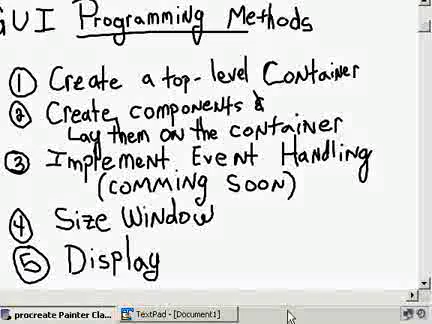 GUI Programming Methods
① Create a top-level Container
② Create components &
Lay them on the container
③ Implement Event Handling
(comming soon)
④ Size Window
⑤ Display
procreate Painter Cla... TextPad - [Document1]